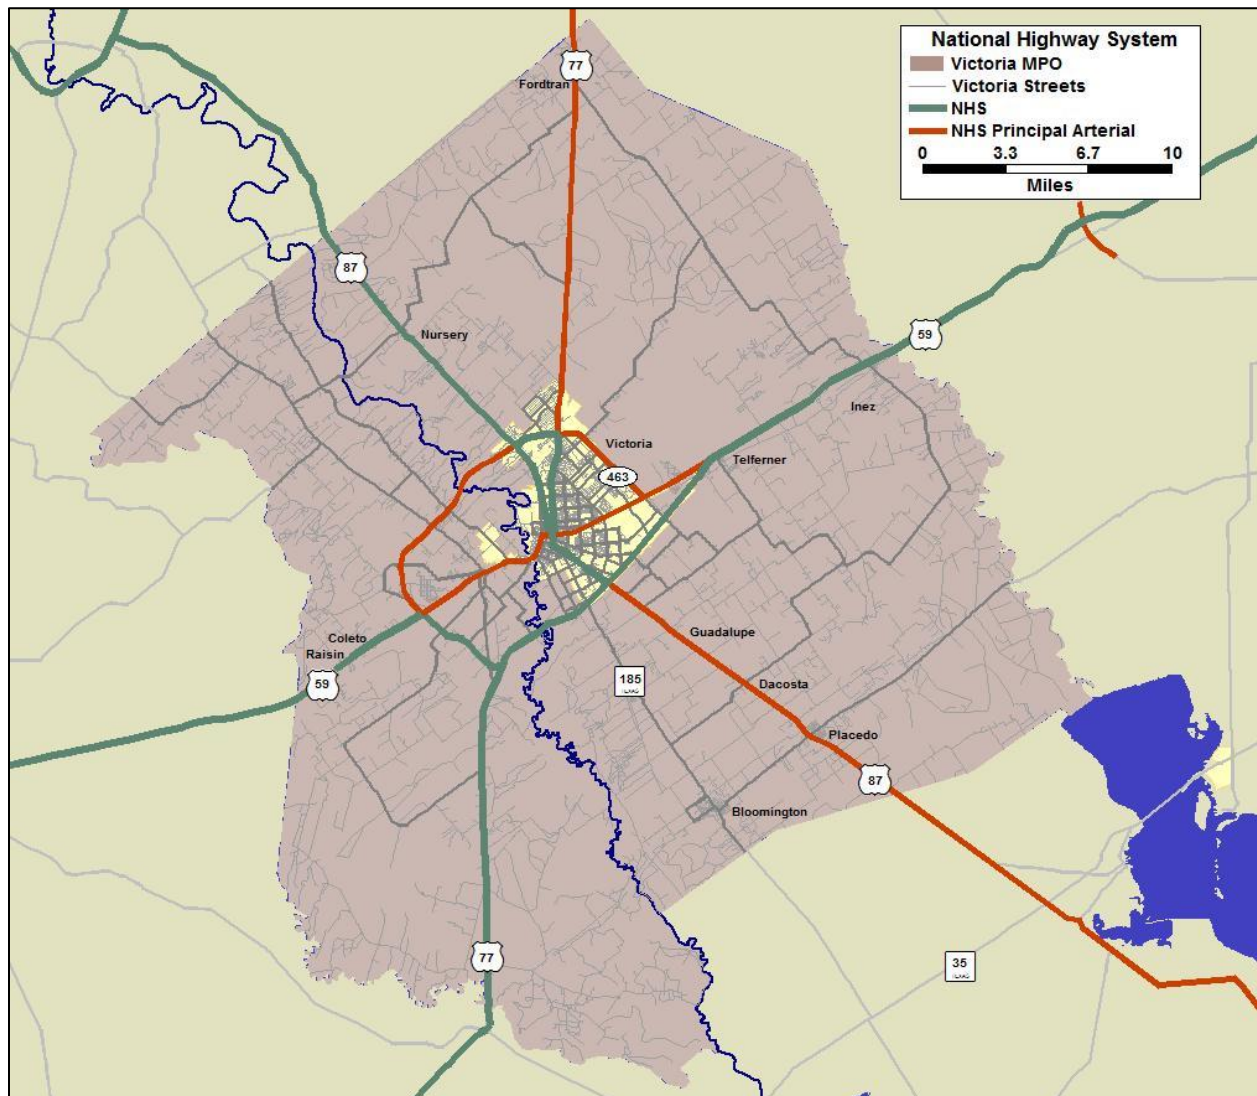 National Highway System
Victoria MPO
Victoria Streets
NHS
NHS Principal Arterial
0 3.3 6.7 10
Miles
77
Fordtran
87
Nursery
59
Inez
Victoria
Telferner
463
Coleto
Raisin
59
Guadalupe
185
TEXAS
Dacosta
Placedo
87
Bloomington
77
35
TEXAS